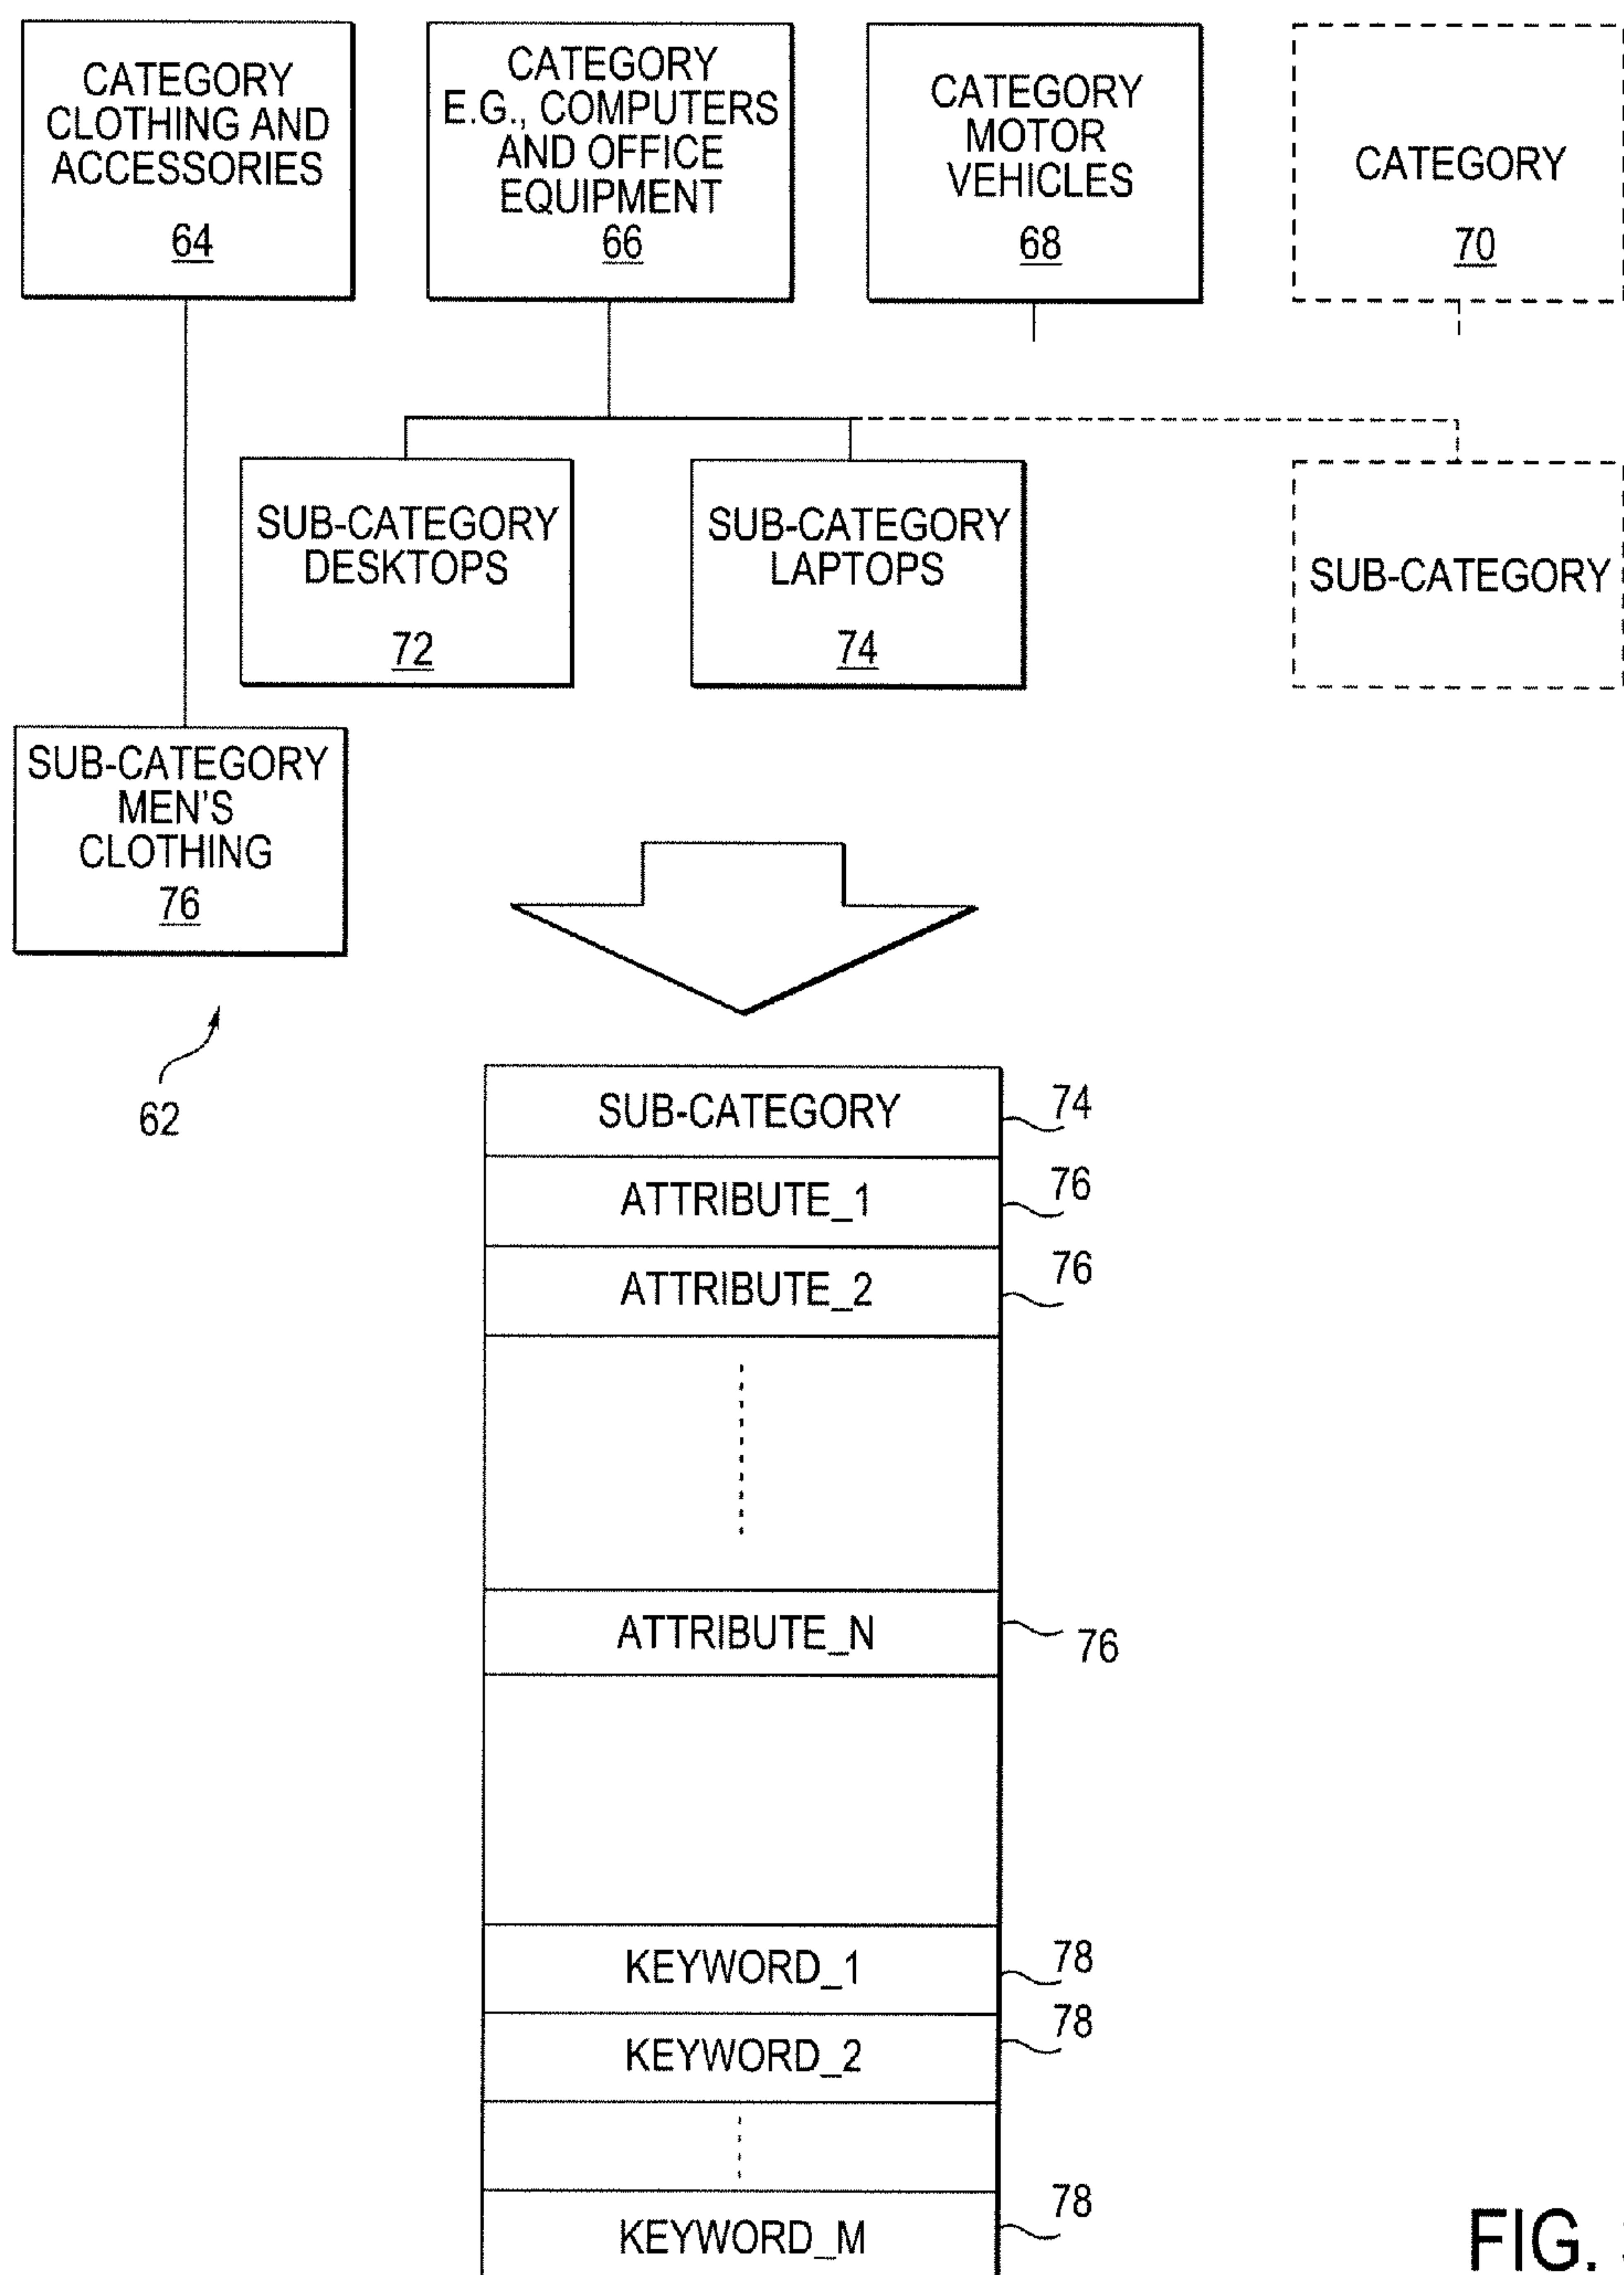 CATEGORY
CLOTHING AND
ACCESSORIES
64
CATEGORY
E.G., COMPUTERS
AND OFFICE
EQUIPMENT
66
CATEGORY
MOTOR
VEHICLES
68
CATEGORY
70
SUB-CATEGORY
DESKTOPS
72
SUB-CATEGORY
LAPTOPS
74
SUB-CATEGORY
SUB-CATEGORY
MEN'S
CLOTHING
76
62
SUB-CATEGORY
74
ATTRIBUTE_1
76
ATTRIBUTE_2
76
ATTRIBUTE_N
76
KEYWORD_1
78
KEYWORD_2
78
KEYWORD_M
78
FIG.